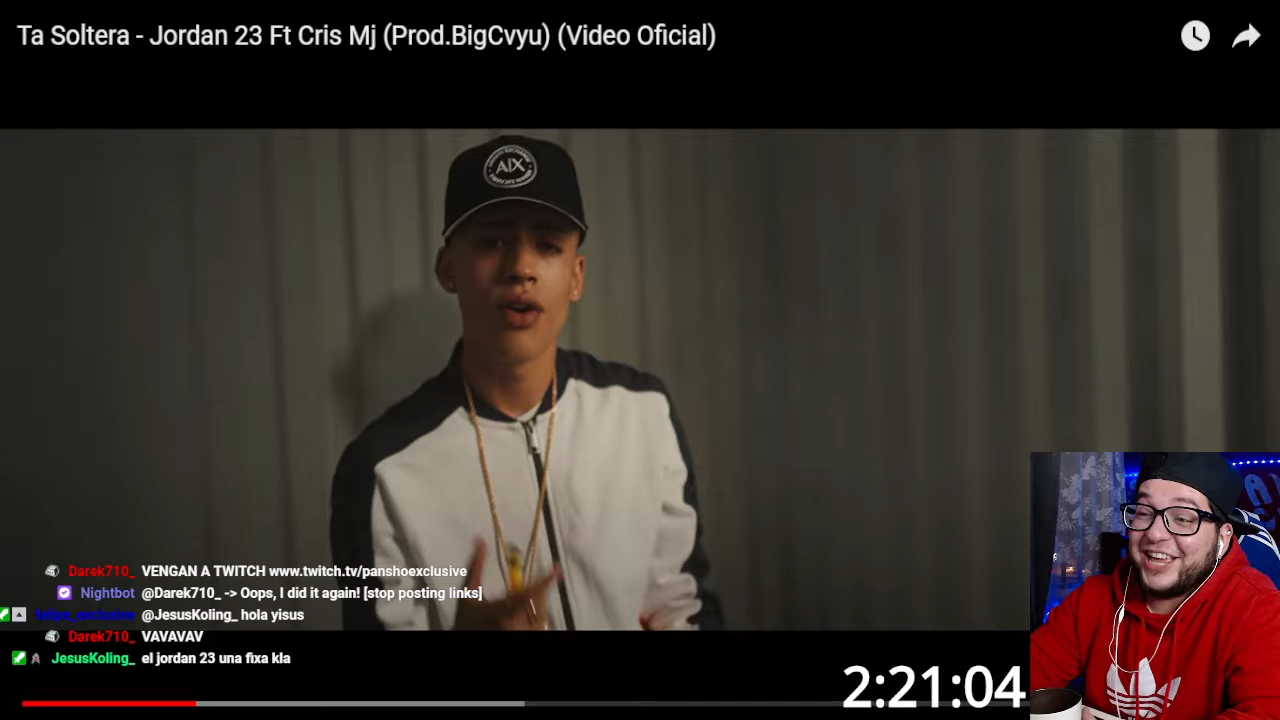 Ta Soltera - Jordan 23 Ft Cris Mj (Prod.BigCvyu) (Video Oficial)
A|X
Darek710_ VENGAN A TWITCH www.twitch.tv/panshoexclusive
Nightbot @Darek710_ -> Oops, I did it again! [stop posting links]
felipe_exclusive @JesusKoling_ hola yisus
Darek710_ VAVAVAV
JesusKoling_ el jordan 23 una fixa kla
2:21:04